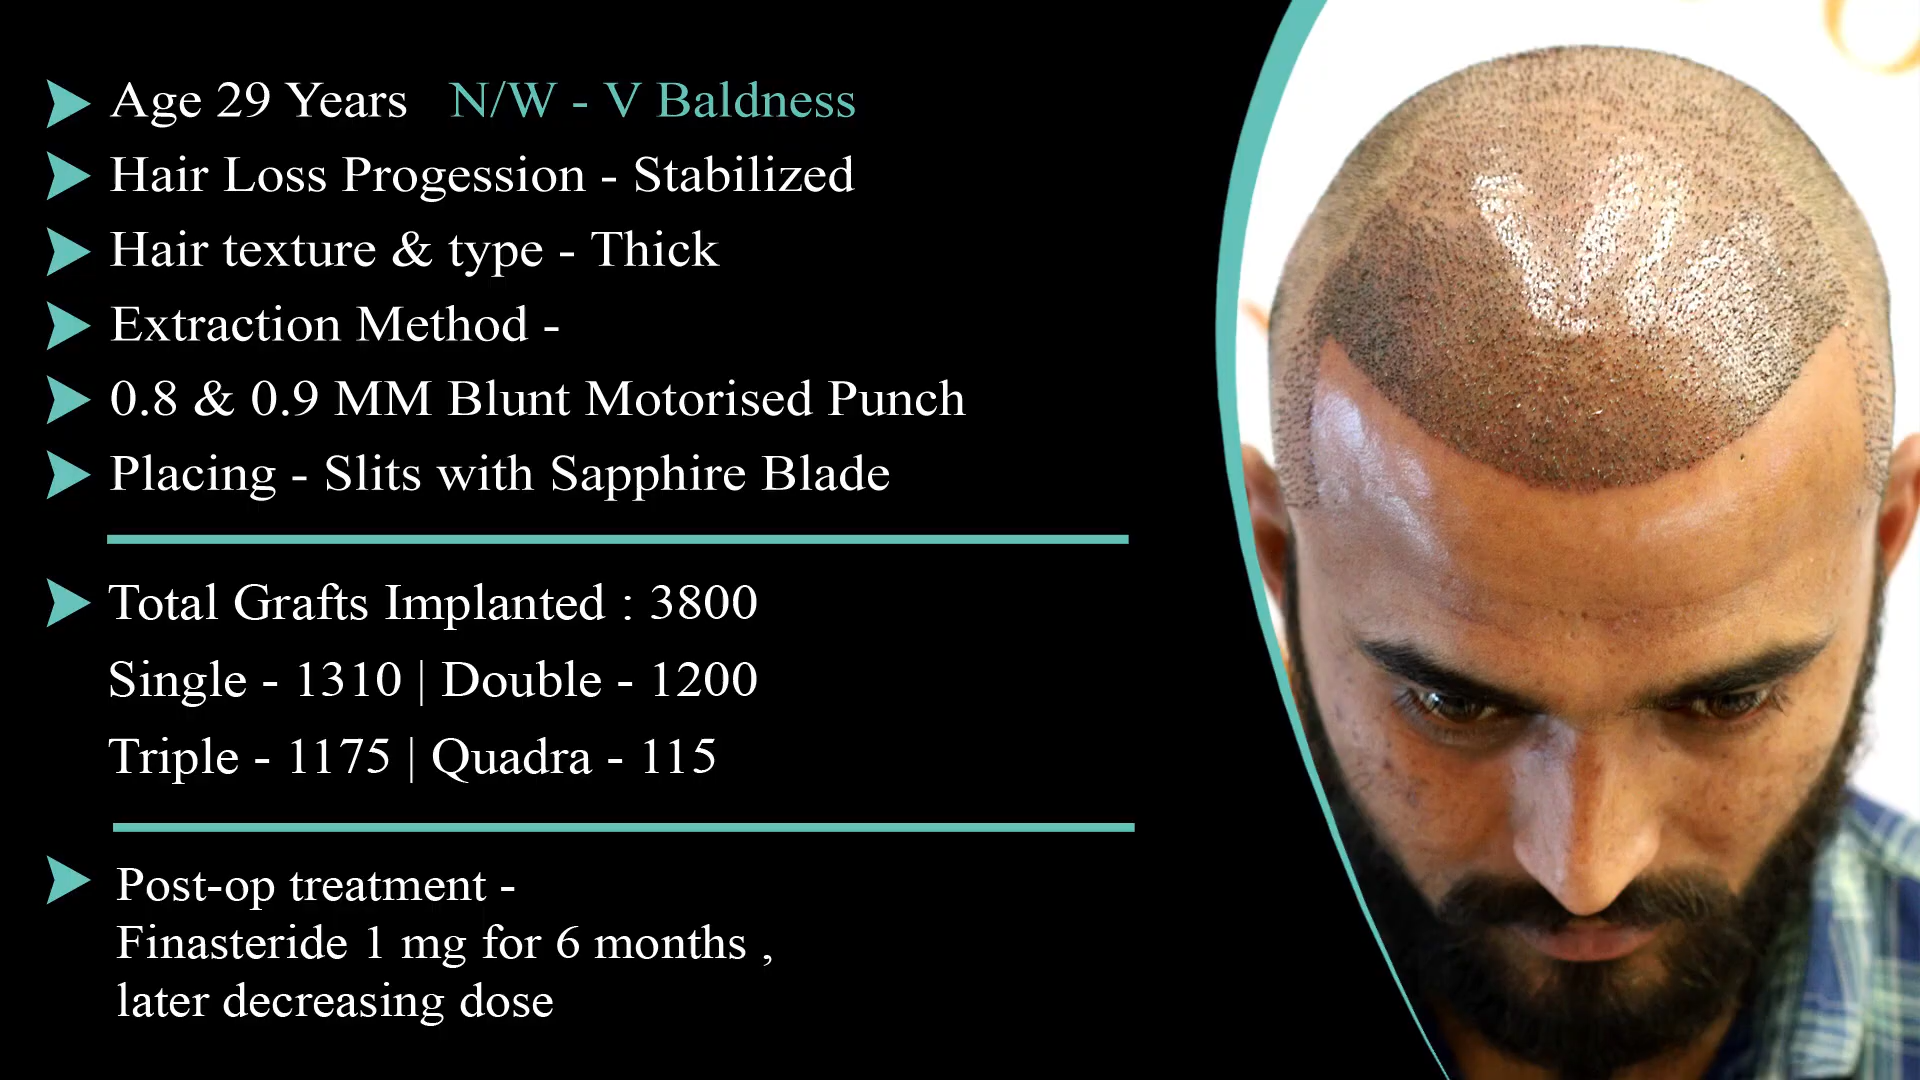 Age 29 Years N/W - V Baldness
Hair Loss Progession - Stabilized
Hair texture & type - Thick
Extraction Method -
0.8 & 0.9 MM Blunt Motorised Punch
Placing - Slits with Sapphire Blade
Total Grafts Implanted : 3800
Single - 1310 | Double - 1200
Triple - 1175 | Quadra - 115
Post-op treatment -
Finasteride 1 mg for 6 months ,
later decreasing dose